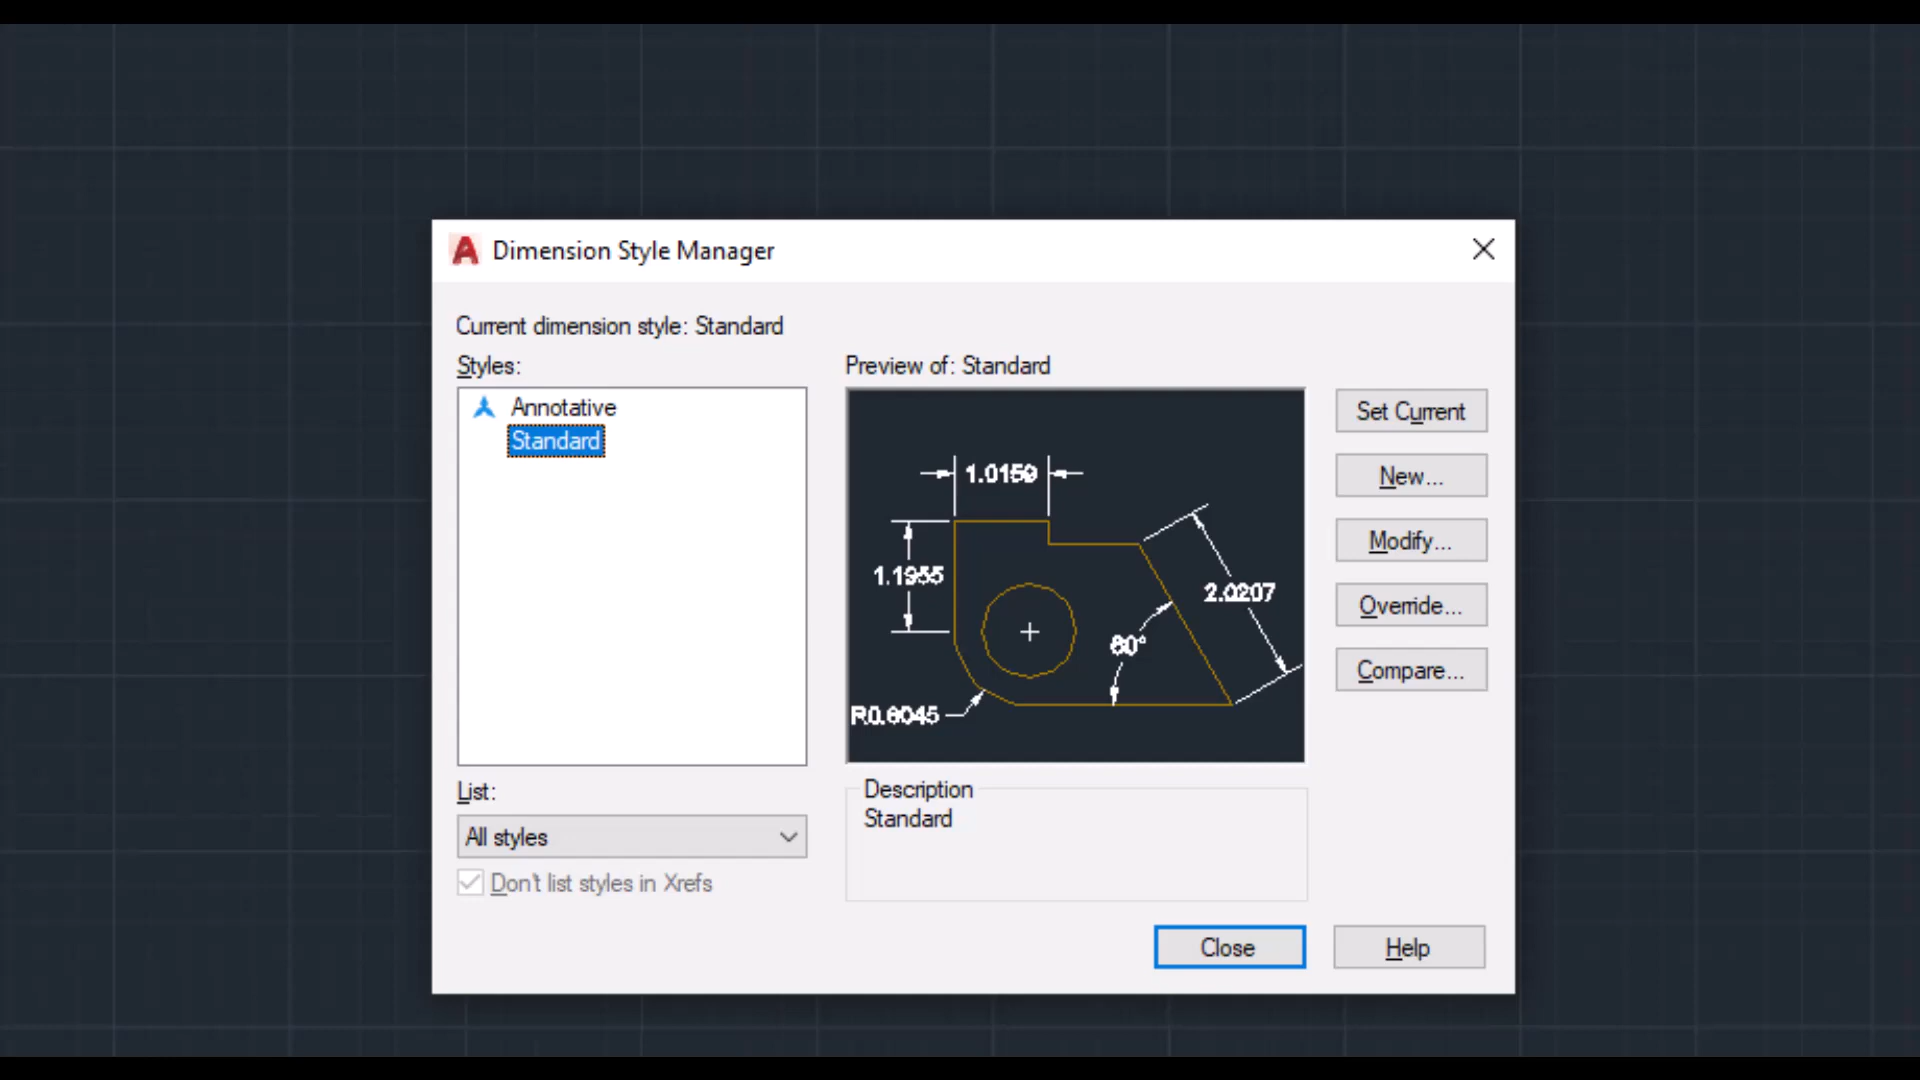 Dimension Style Manager
Current dimension style: Standard
Styles:
Preview of: Standard
Annotative
Standard
1.0159
1.1955
2.0207
60°
R0.8045
Set Current
New...
Modify...
Override...
Compare...
List:
All styles
Don't list styles in Xrefs
Description
Standard
Close
Help